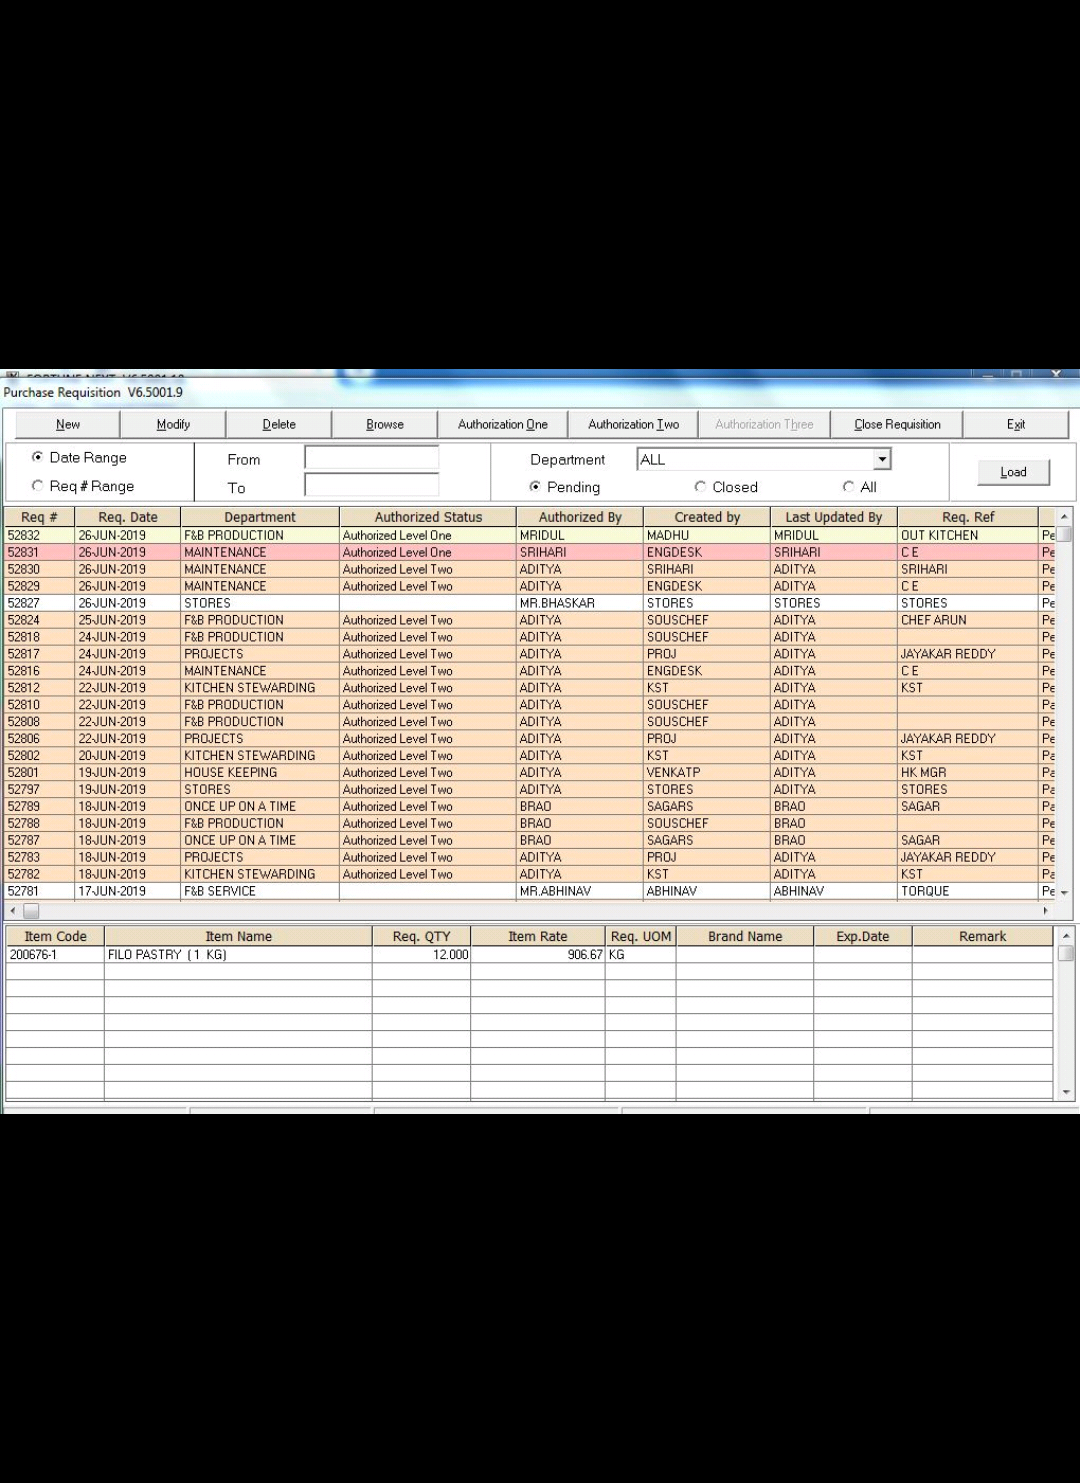 FORTUNE NEXT V6.5001.10
Purchase Requisition V6.5001.9
New Modify Delete Browse Authorization One Authorization Two Authorization Three Close Requisition Exit
Date Range From Department ALL Load
Req # Range To Pending Closed All
Req # Req. Date Department Authorized Status Authorized By Created by Last Updated By Req. Ref
52832 26-JUN-2019 F&B PRODUCTION Authorized Level One MRIDUL MADHU MRIDUL OUT KITCHEN Pe
52831 26-JUN-2019 MAINTENANCE Authorized Level One SRIHARI ENGDESK SRIHARI C E Pe
52830 26-JUN-2019 MAINTENANCE Authorized Level Two ADITYA SRIHARI ADITYA SRIHARI Pe
52829 26-JUN-2019 MAINTENANCE Authorized Level Two ADITYA ENGDESK ADITYA C E Pe
52827 26-JUN-2019 STORES MR.BHASKAR STORES STORES STORES Pe
52824 25-JUN-2019 F&B PRODUCTION Authorized Level Two ADITYA SOUSCHEF ADITYA CHEF ARUN Pe
52818 24-JUN-2019 F&B PRODUCTION Authorized Level Two ADITYA SOUSCHEF ADITYA Pe
52817 24-JUN-2019 PROJECTS Authorized Level Two ADITYA PROJ ADITYA JAYAKAR REDDY Pe
52816 24-JUN-2019 MAINTENANCE Authorized Level Two ADITYA ENGDESK ADITYA C E Pe
52812 22-JUN-2019 KITCHEN STEWARDING Authorized Level Two ADITYA KST ADITYA KST Pe
52810 22-JUN-2019 F&B PRODUCTION Authorized Level Two ADITYA SOUSCHEF ADITYA Pa
52808 22-JUN-2019 F&B PRODUCTION Authorized Level Two ADITYA SOUSCHEF ADITYA Pe
52806 22-JUN-2019 PROJECTS Authorized Level Two ADITYA PROJ ADITYA JAYAKAR REDDY Pe
52802 20-JUN-2019 KITCHEN STEWARDING Authorized Level Two ADITYA KST ADITYA KST Pa
52801 19-JUN-2019 HOUSE KEEPING Authorized Level Two ADITYA VENKATP ADITYA HK MGR Pa
52797 19-JUN-2019 STORES Authorized Level Two ADITYA STORES ADITYA STORES Pa
52789 18-JUN-2019 ONCE UP ON A TIME Authorized Level Two BRAO SAGARS BRAO SAGAR Pa
52788 18-JUN-2019 F&B PRODUCTION Authorized Level Two BRAO SOUSCHEF BRAO Pe
52787 18-JUN-2019 ONCE UP ON A TIME Authorized Level Two BRAO SAGARS BRAO SAGAR Pe
52783 18-JUN-2019 PROJECTS Authorized Level Two ADITYA PROJ ADITYA JAYAKAR REDDY Pe
52782 18-JUN-2019 KITCHEN STEWARDING Authorized Level Two ADITYA KST ADITYA KST Pa
52781 17-JUN-2019 F&B SERVICE MR.ABHINAV ABHINAV ABHINAV TORQUE Pe
Item Code Item Name Req. QTY Item Rate Req. UOM Brand Name Exp.Date Remark
200676-1 FILO PASTRY ( 1 KG) 12.000 906.67 KG